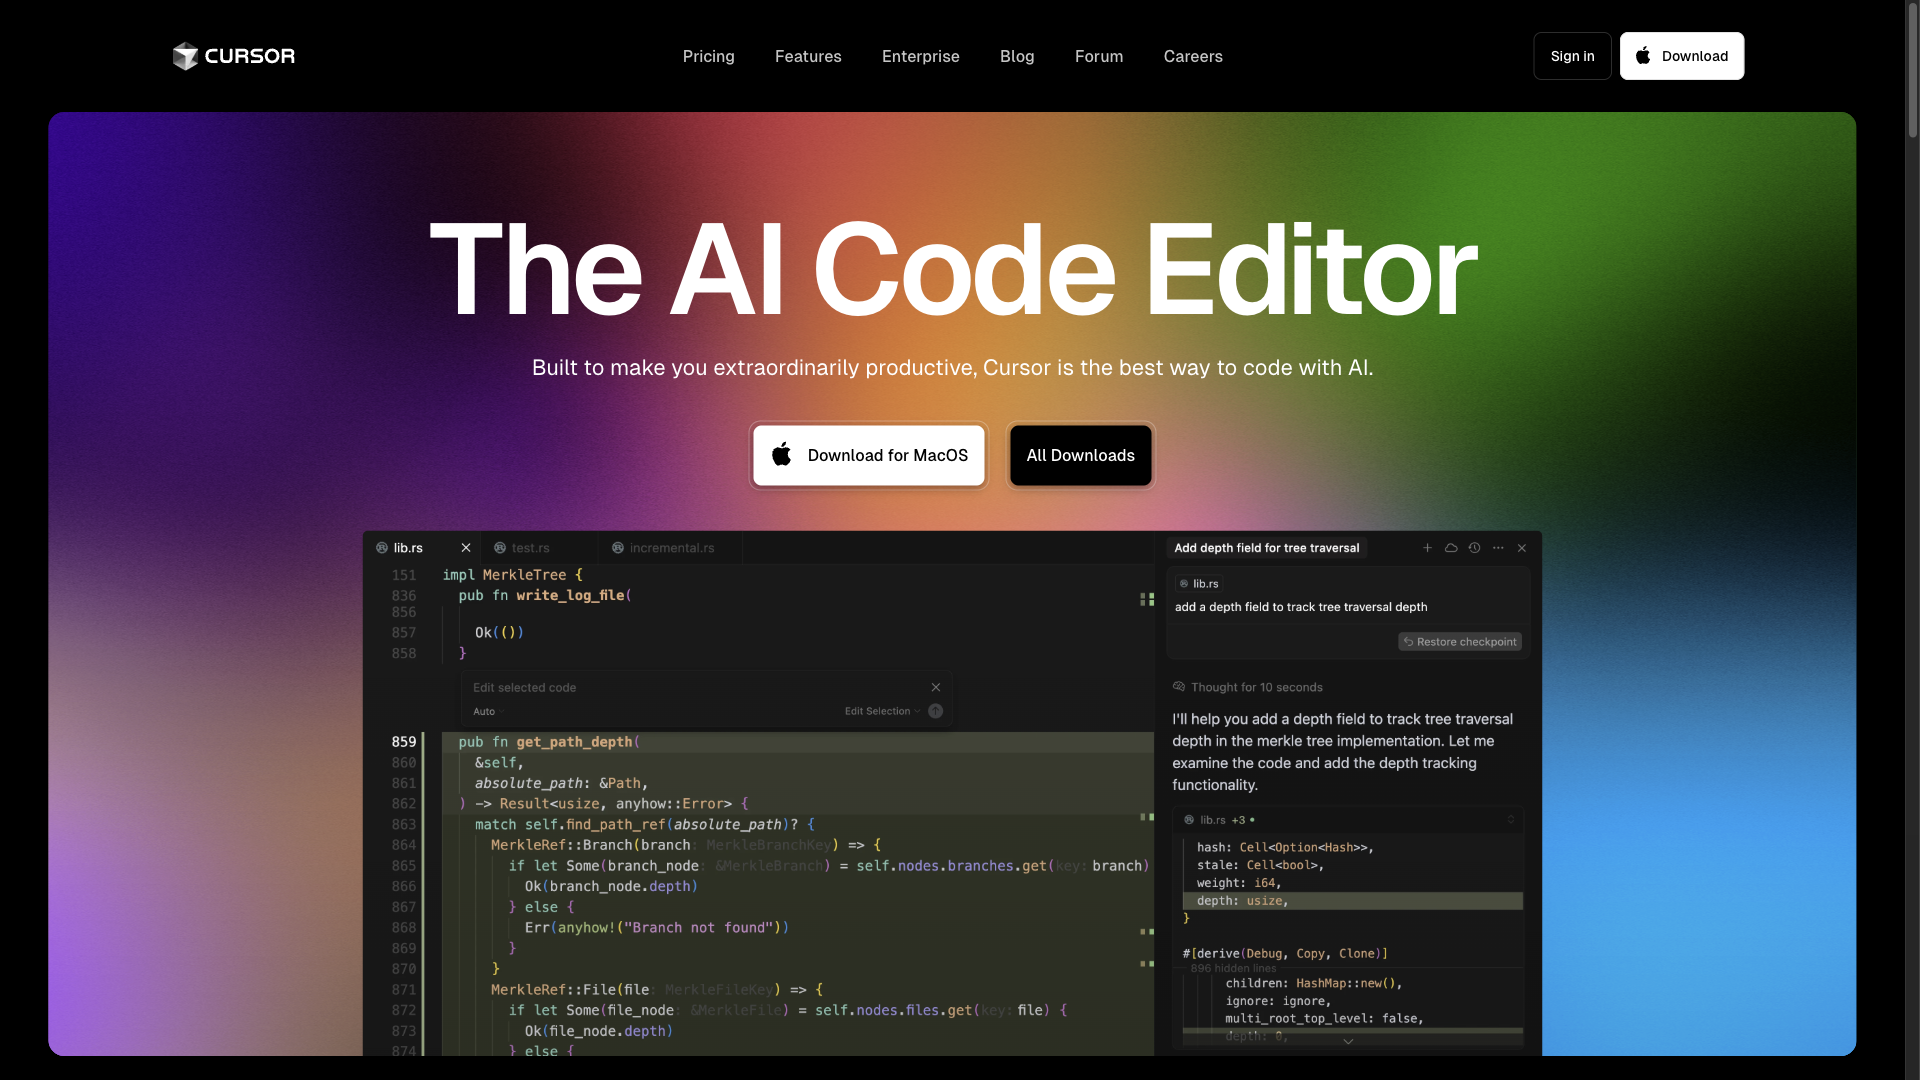 CURSOR
Pricing Features Enterprise Blog Forum Careers
Sign in
Download
The AI Code Editor
Built to make you extraordinarily productive, Cursor is the best way to code with AI.
Download for MacOS
All Downloads
lib.rs
test.rs
incremental.rs
151 impl MerkleTree {
836 pub fn write_log_file(
856
857 Ok(())
858 }
Edit selected code
Auto
Edit Selection
859 pub fn get_path_depth(
860 &self,
861 absolute_path: &Path,
862 ) -> Result<usize, anyhow::Error> {
863 match self.find_path_ref(absolute_path)? {
864 MerkleRef::Branch(branch: MerkleBranchKey) => {
865 if let Some(branch_node: &MerkleBranch) = self.nodes.branches.get(key: branch)
866 Ok(branch_node.depth)
867 } else {
868 Err(anyhow!("Branch not found"))
869 }
870 }
871 MerkleRef::File(file: MerkleFileKey) => {
872 if let Some(file_node: &MerkleFile) = self.nodes.files.get(key: file) {
873 Ok(file_node.depth)
874 } else {
Add depth field for tree traversal
lib.rs
add a depth field to track tree traversal depth
Restore checkpoint
Thought for 10 seconds
I'll help you add a depth field to track tree traversal
depth in the merkle tree implementation. Let me
examine the code and add the depth tracking
functionality.
lib.rs +3
hash: Cell<Option<Hash>>,
stale: Cell<bool>,
weight: i64,
depth: usize,
}
#[derive(Debug, Copy, Clone)]
896 hidden lines
children: HashMap::new(),
ignore: ignore,
multi_root_top_level: false,
depth: 0,